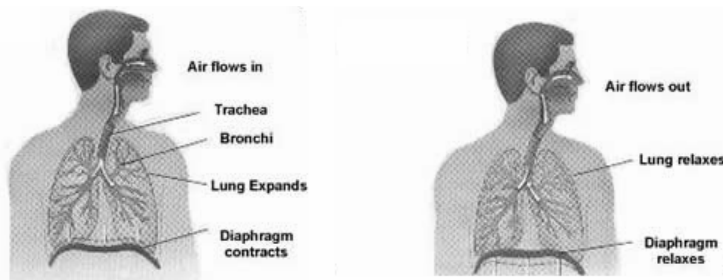 Air flows in
Trachea
Bronchi
Lung Expands
Diaphragm
contracts
Air flows out
Lung relaxes
Diaphragm
relaxes